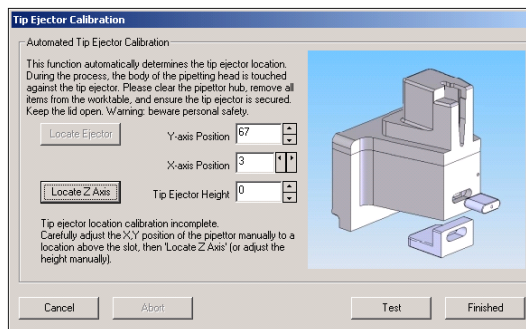 Tip Ejector Calibration
Automated Tip Ejector Calibration
This function automatically determines the tip ejector location.
During the process, the body of the pipetting head is touched
against the tip ejector. Please clear the pipettor hub, remove all
items from the worktable, and ensure the tip ejector is secured.
Keep the lid open. Warning: beware personal safety.
Locate Ejector
Y-axis Position 67
X-axis Position 3
Locate Z Axis
Tip Ejector Height 0
Tip ejector location calibration incomplete.
Carefully adjust the X,Y position of the pipettor manually to a
location above the slot, then 'Locate Z Axis' (or adjust the
height manually).
Cancel
Abort
Test
Finished